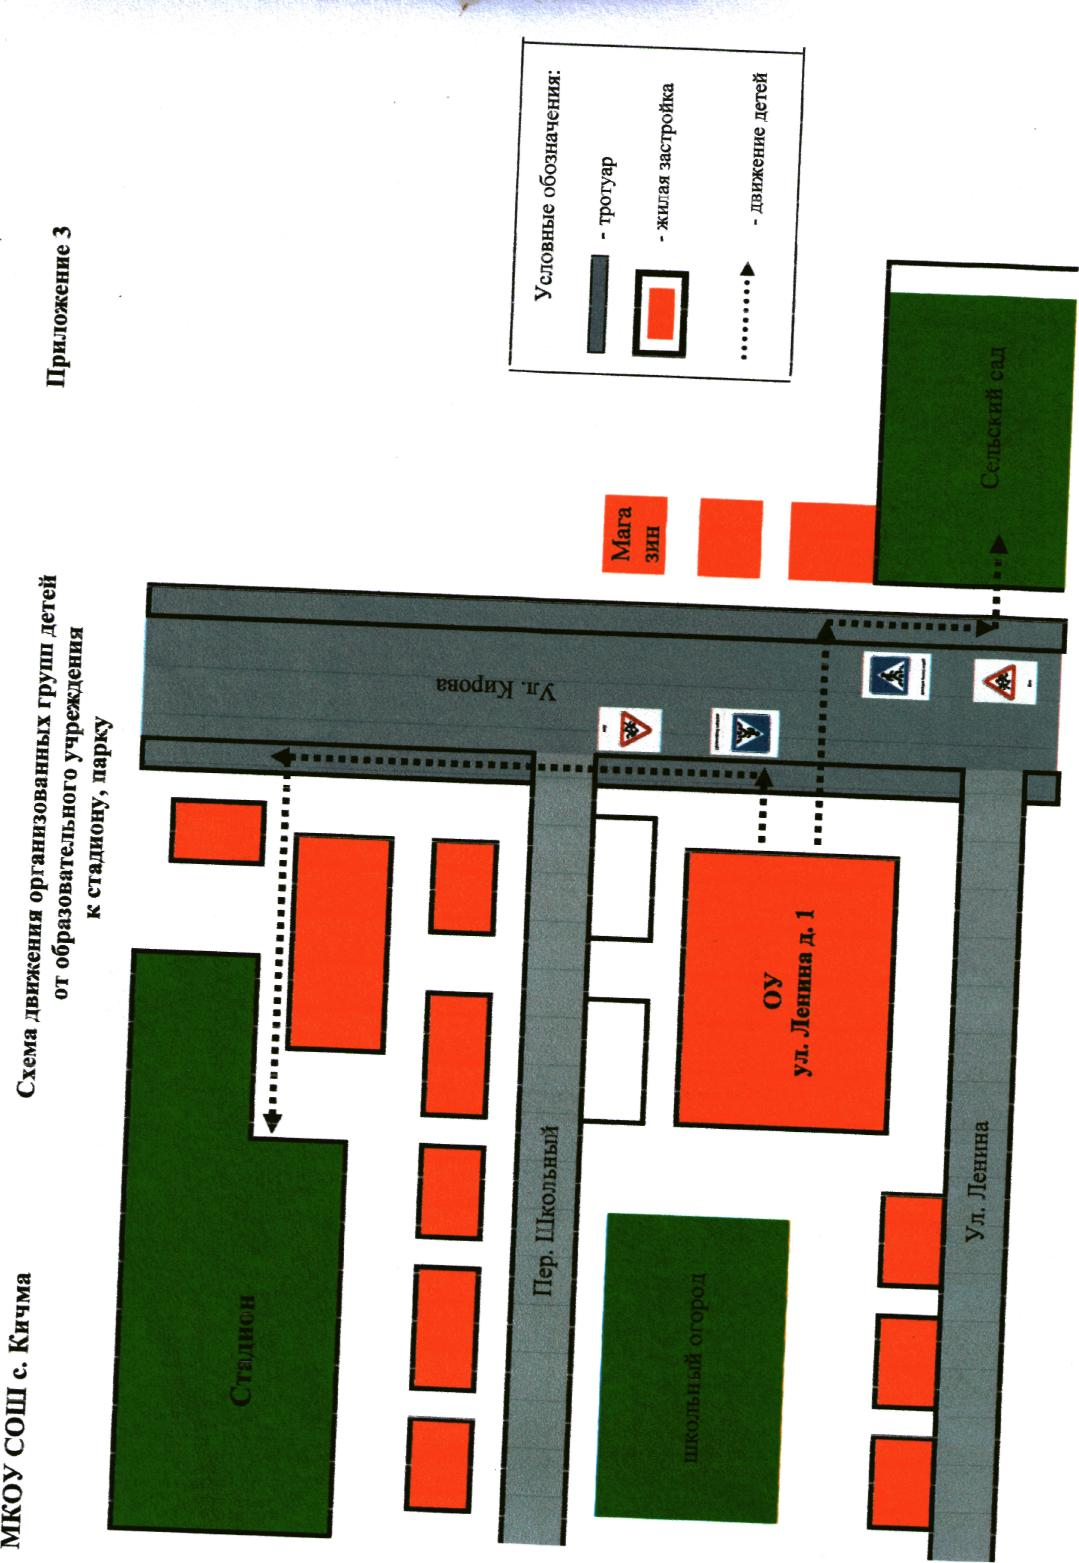 МКОУ СОШ с. Кичма
Приложение 3
Схема движения организованных групп детей
от образовательного учреждения
к стадиону, парку
Условные обозначения:
- тротуар
- жилая застройка
- движение детей
Стадион
Ул. Кирова
Мага
зин
Пер. Школьный
ОУ
ул. Ленина д. 1
школьный огород
Ул. Ленина
Сельский сад